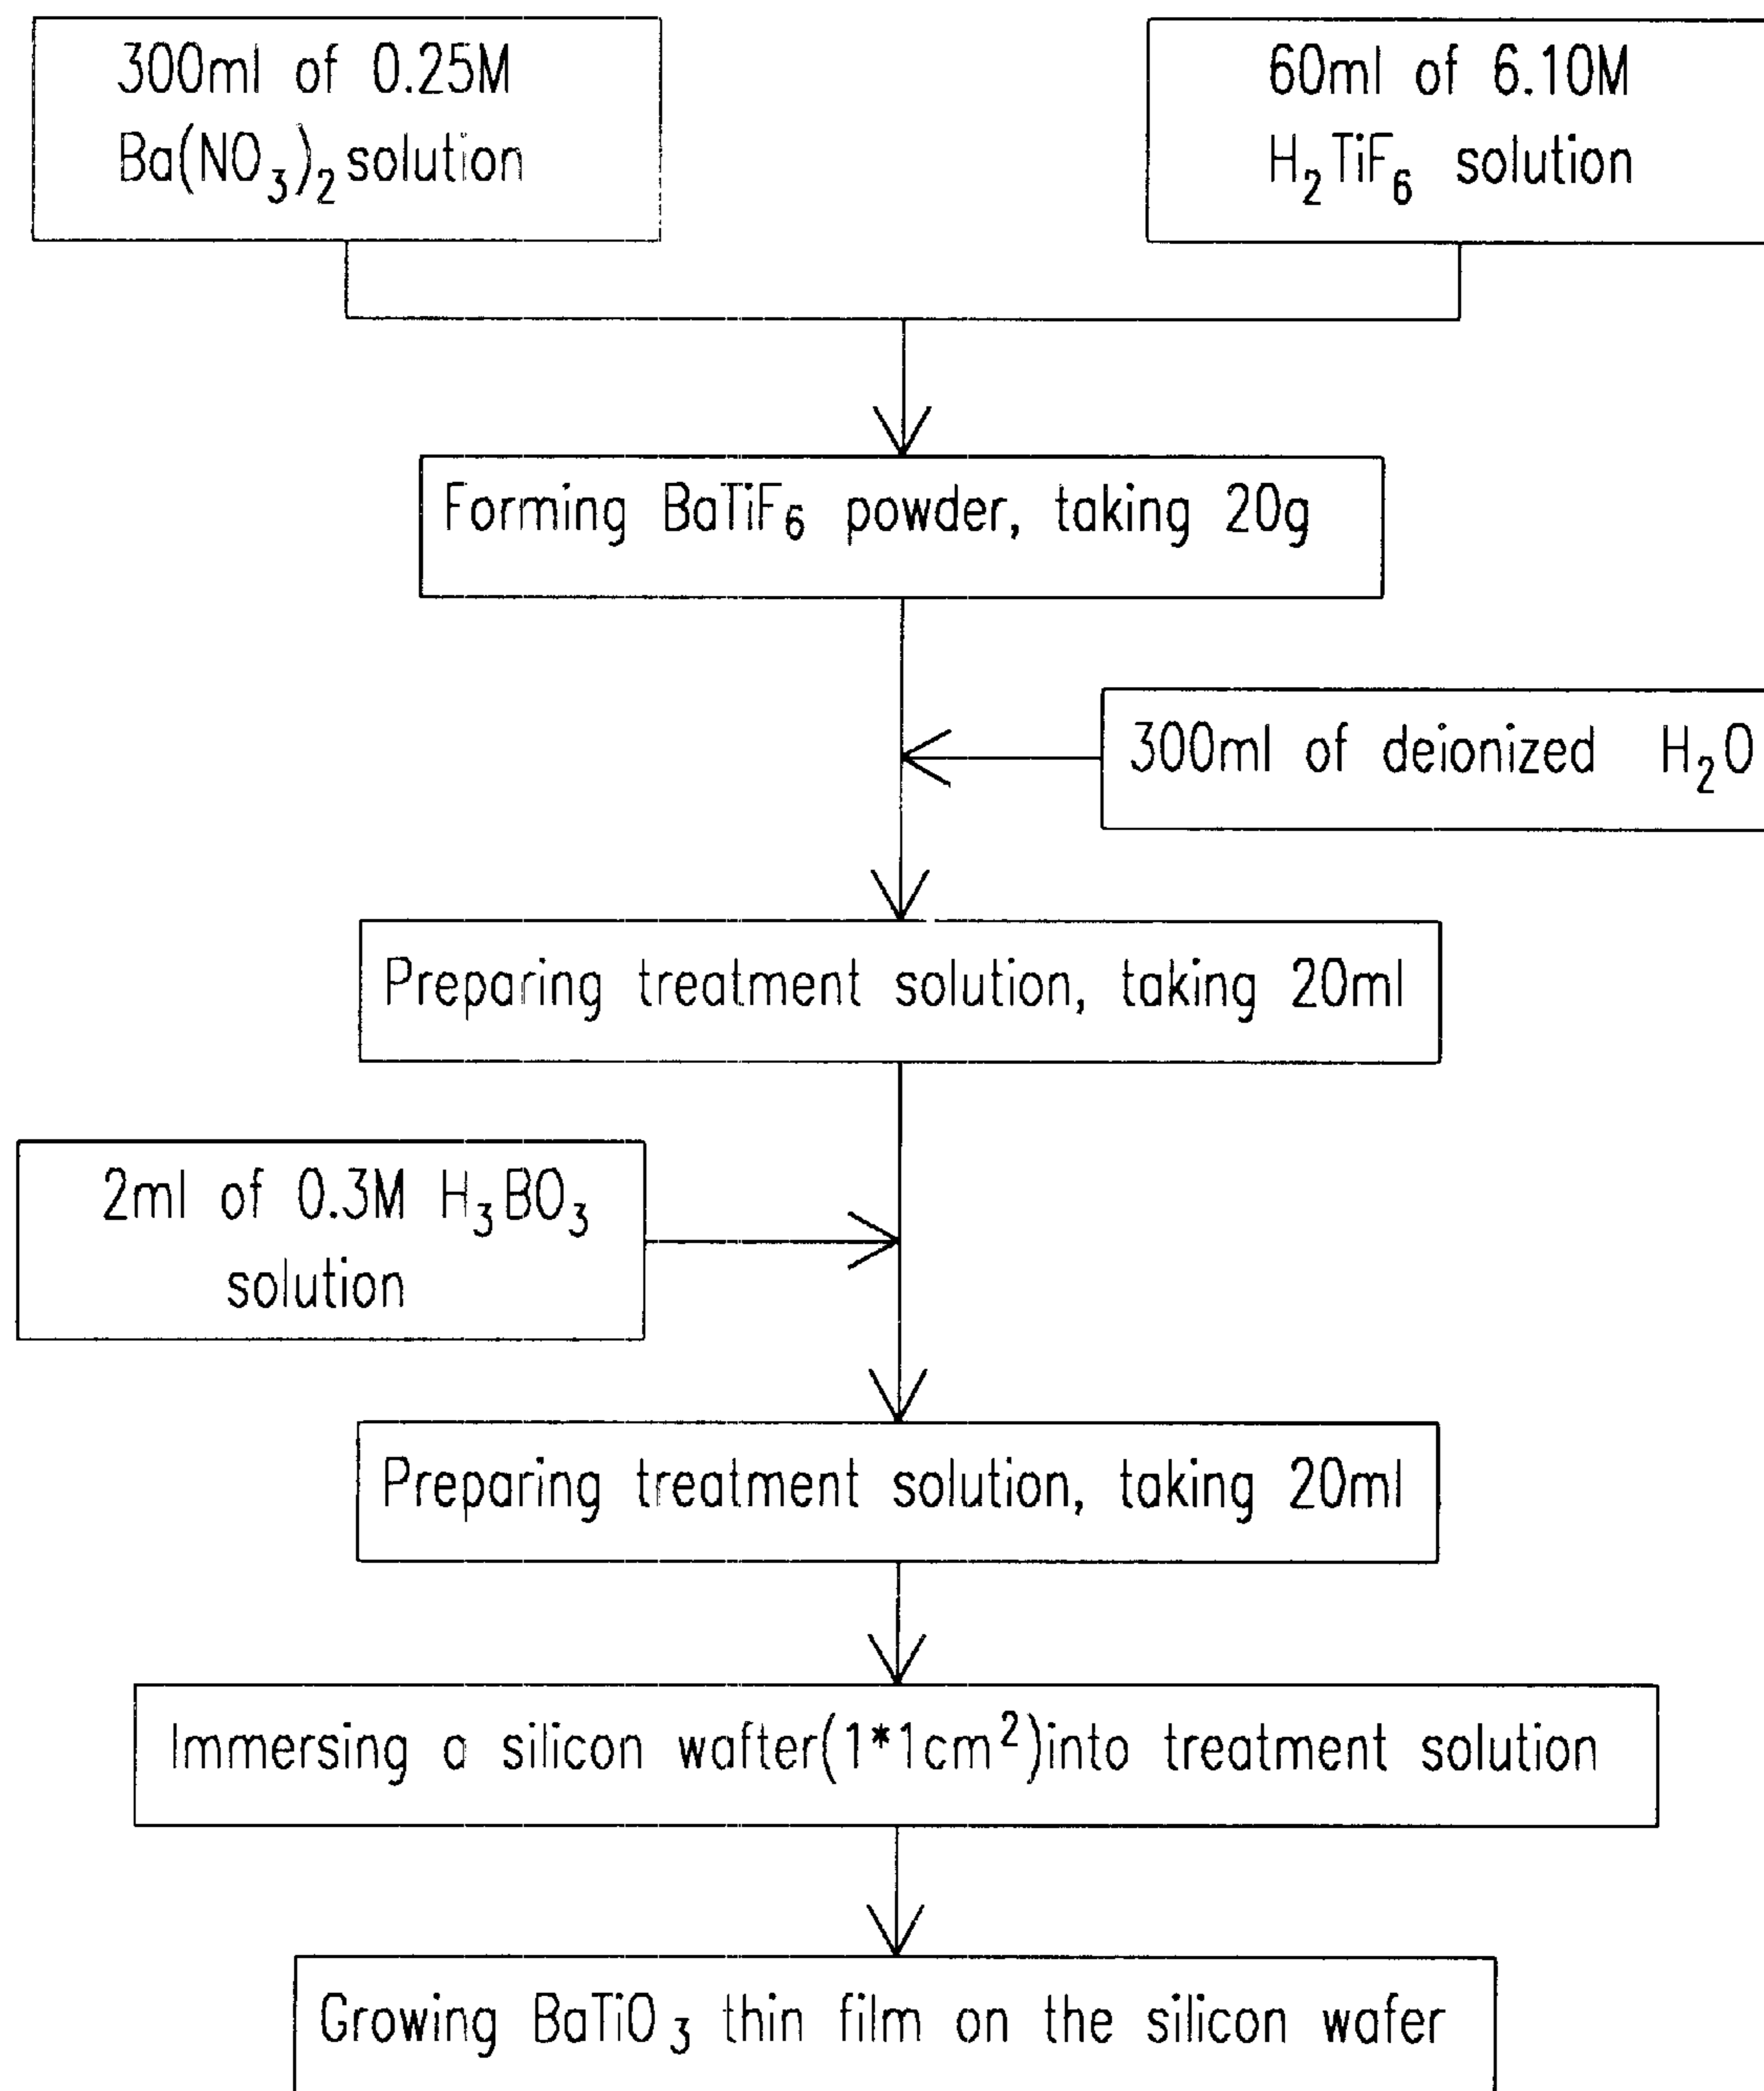 300ml of 0.25M
Ba(NO₃)₂ solution
60ml of 6.10M
H₂TiF₆ solution
Forming BaTiF₆ powder, taking 20g
300ml of deionized H₂O
Preparing treatment solution, taking 20ml
2ml of 0.3M H₃BO₃
solution
Preparing treatment solution, taking 20ml
Immersing a silicon wafter(1*1cm²)into treatment solution
Growing BaTiO₃ thin film on the silicon wafer